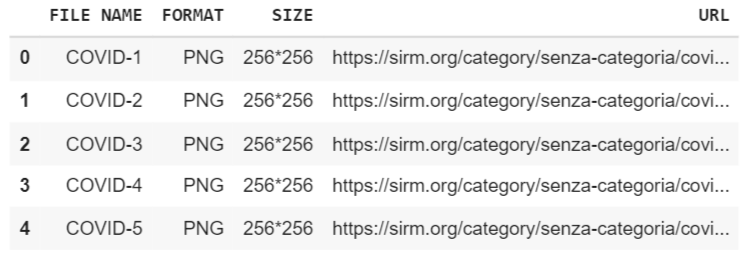 FILE NAME FORMAT SIZE URL
0 COVID-1 PNG 256*256 https://sirm.org/category/senza-categoria/covi...
1 COVID-2 PNG 256*256 https://sirm.org/category/senza-categoria/covi...
2 COVID-3 PNG 256*256 https://sirm.org/category/senza-categoria/covi...
3 COVID-4 PNG 256*256 https://sirm.org/category/senza-categoria/covi...
4 COVID-5 PNG 256*256 https://sirm.org/category/senza-categoria/covi...